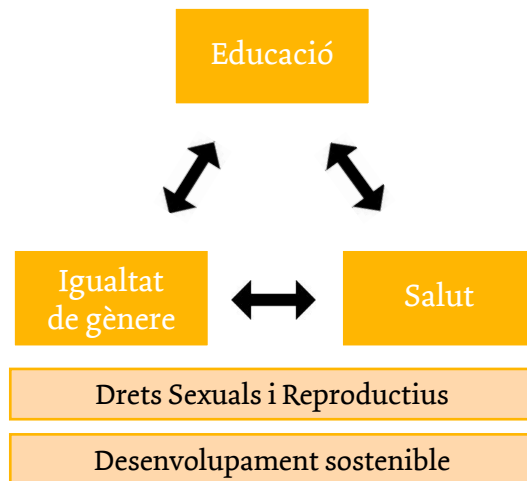 Educació
Igualtat
de gènere
Salut
Drets Sexuals i Reproductius
Desenvolupament sostenible